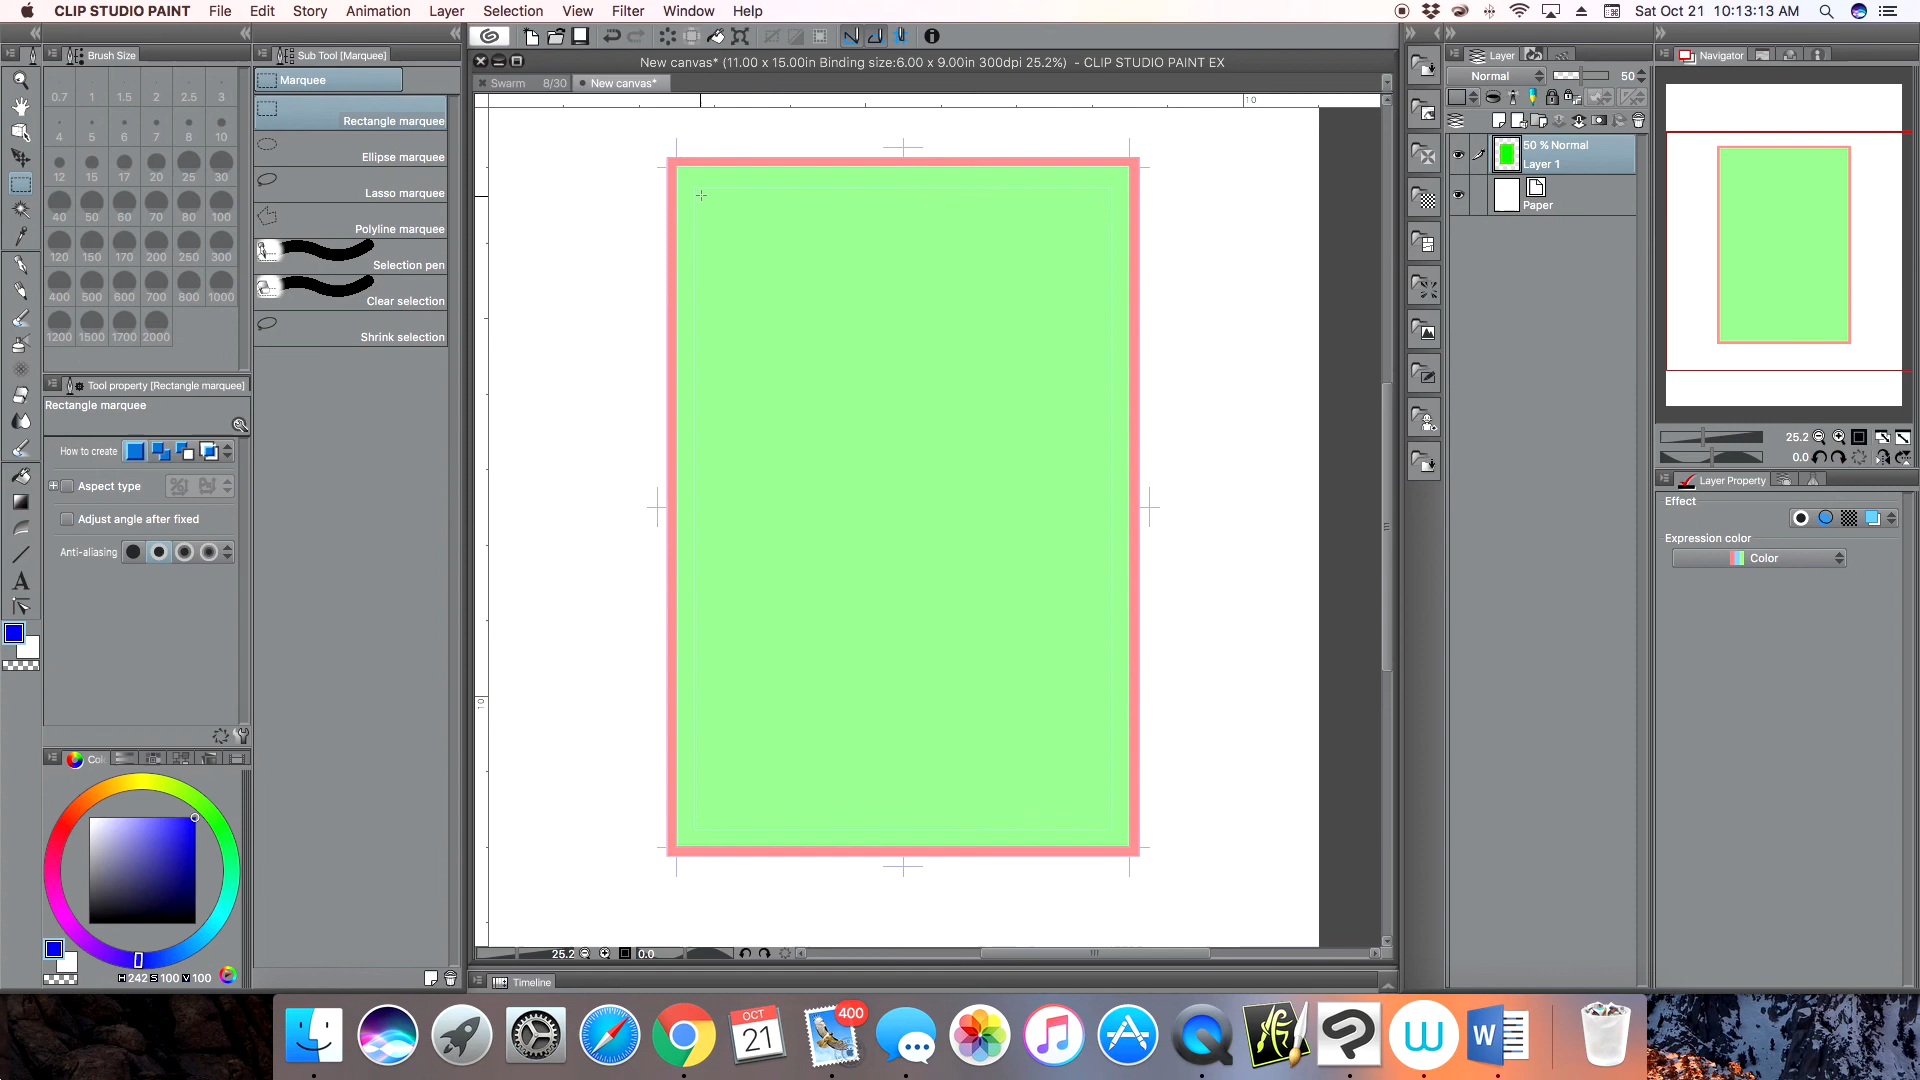 CLIP STUDIO PAINT File Edit Story Animation Layer Selection View Filter Window Help Sat Oct 21 10:13:13 AM
New canvas* (11.00 x 15.00in Binding size:6.00 x 9.00in 300dpi 25.2%) - CLIP STUDIO PAINT EX
Swarm 8/30 New canvas*
Brush Size
0.7 1 1.5 2 2.5 3
4 5 6 7 8 10
12 15 17 20 25 30
40 50 60 70 80 100
120 150 170 200 250 300
400 500 600 700 800 1000
1200 1500 1700 2000
Sub Tool [Marquee]
Marquee
Rectangle marquee
Ellipse marquee
Lasso marquee
Polyline marquee
Selection pen
Clear selection
Shrink selection
Tool property [Rectangle marquee]
Rectangle marquee
How to create
Aspect type
Adjust angle after fixed
Anti-aliasing
A
Col
H 242 S 100 V 100
10
10
25.2 0.0
Timeline
Layer
Normal 50
50 % Normal
Layer 1
Paper
Navigator
25.2
0.0
Layer Property
Effect
Expression color
Color
OCT
21
400
W
W